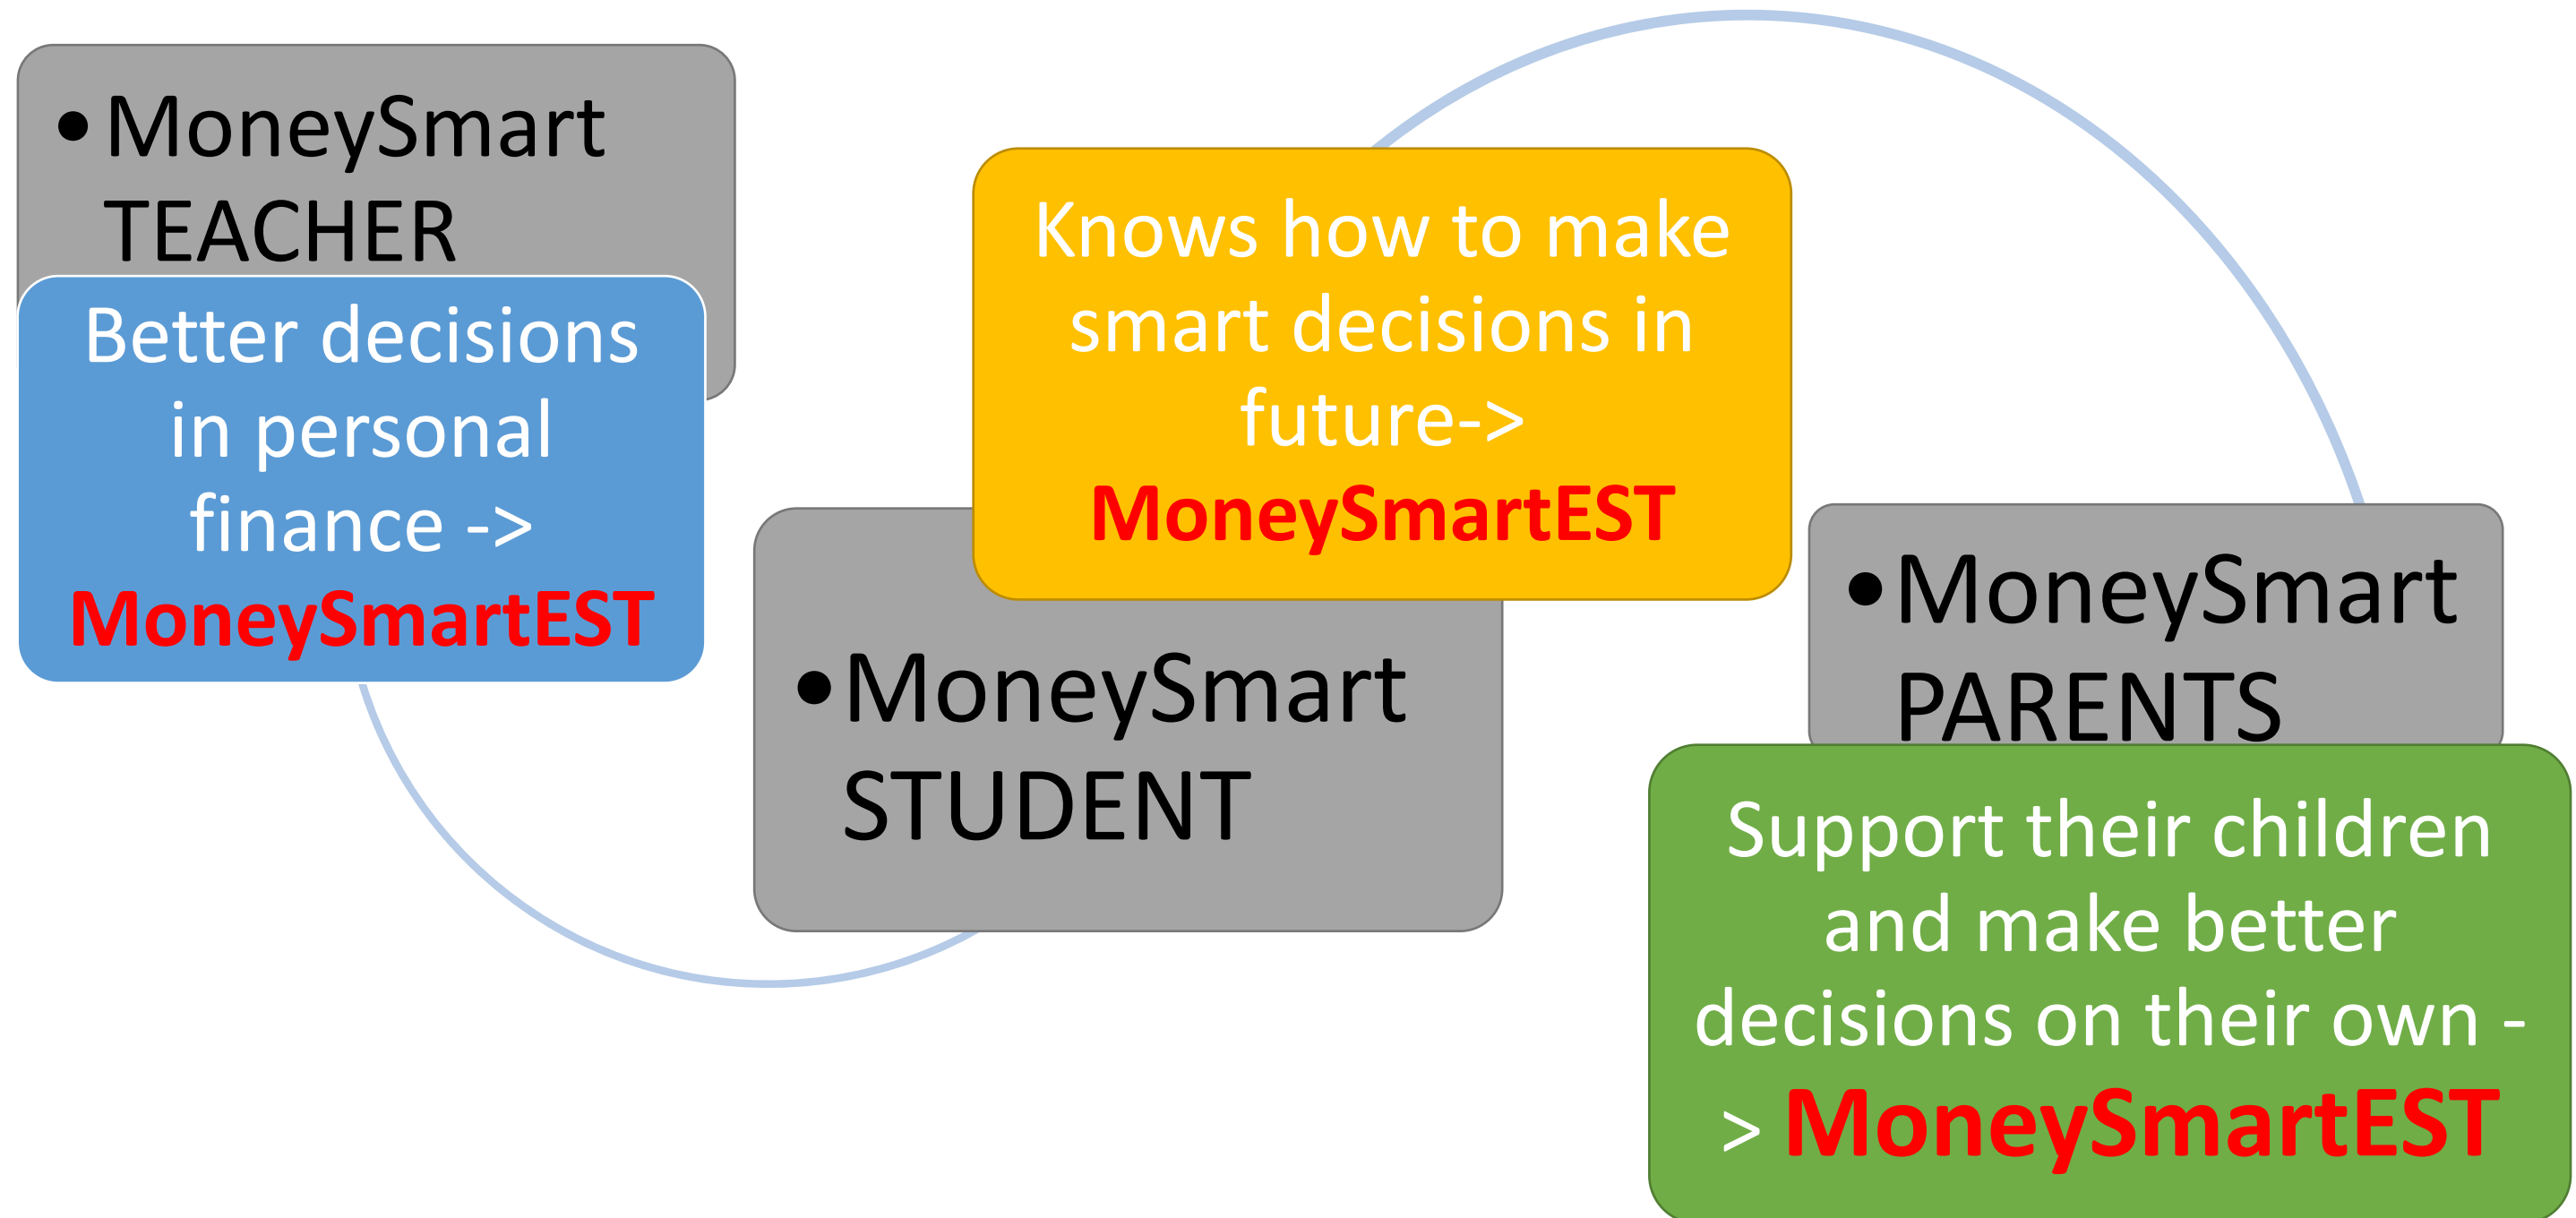 •MoneySmart
TEACHER
Better decisions
in personal
finance ->
MoneySmartEST
Knows how to make
smart decisions in
future->
MoneySmartEST
•MoneySmart
STUDENT
•MoneySmart
PARENTS
Support their children
and make better
decisions on their own -
> MoneySmartEST